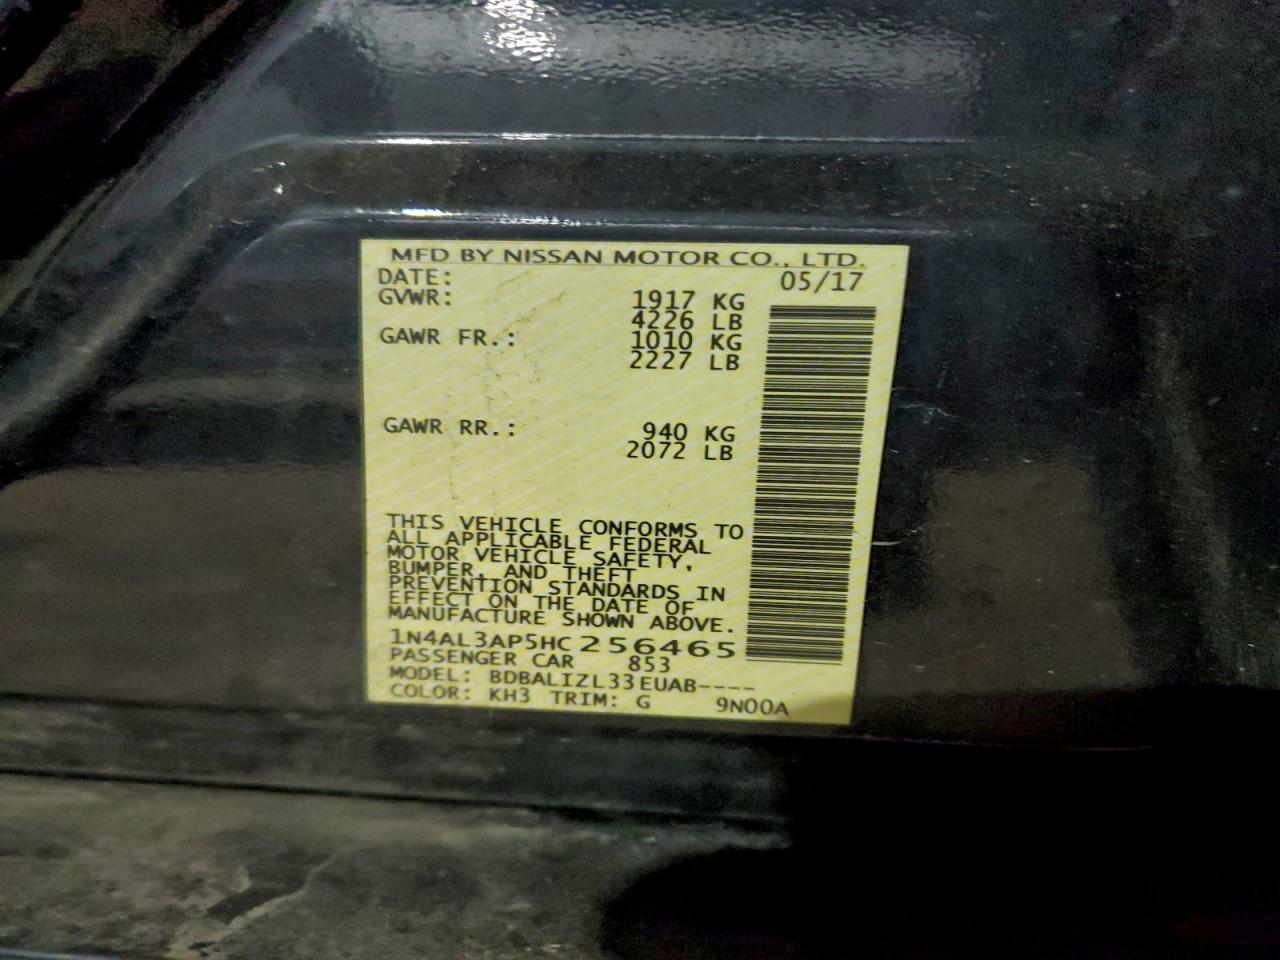 MFD BY NISSAN MOTOR CO., LTD.
DATE: 05/17
GVWR: 1917 KG
4226 LB
GAWR FR.: 1010 KG
2227 LB
GAWR RR.: 940 KG
2072 LB
THIS VEHICLE CONFORMS TO
ALL APPLICABLE FEDERAL
MOTOR VEHICLE SAFETY,
BUMPER, AND THEFT
PREVENTION STANDARDS IN
EFFECT ON THE DATE OF
MANUFACTURE SHOWN ABOVE.
1N4AL3AP5HC256465
PASSENGER CAR 853
MODEL: BDBALIZL33EUAB----
COLOR: KH3 TRIM: G 9N00A